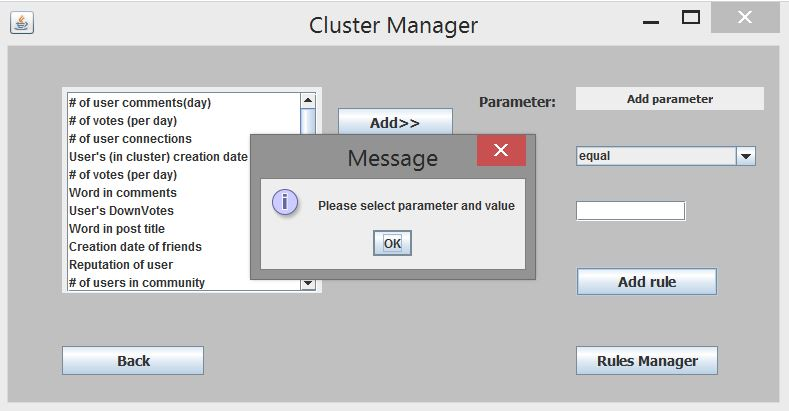 Cluster Manager
# of user comments(day)
# of votes (per day)
# of user connections
User's (in cluster) creation date
# of votes (per day)
Word in comments
User's DownVotes
Word in post title
Creation date of friends
Reputation of user
# of users in community
Add>>
Parameter:
Add parameter
equal
Message
Please select parameter and value
OK
Add rule
Back
Rules Manager